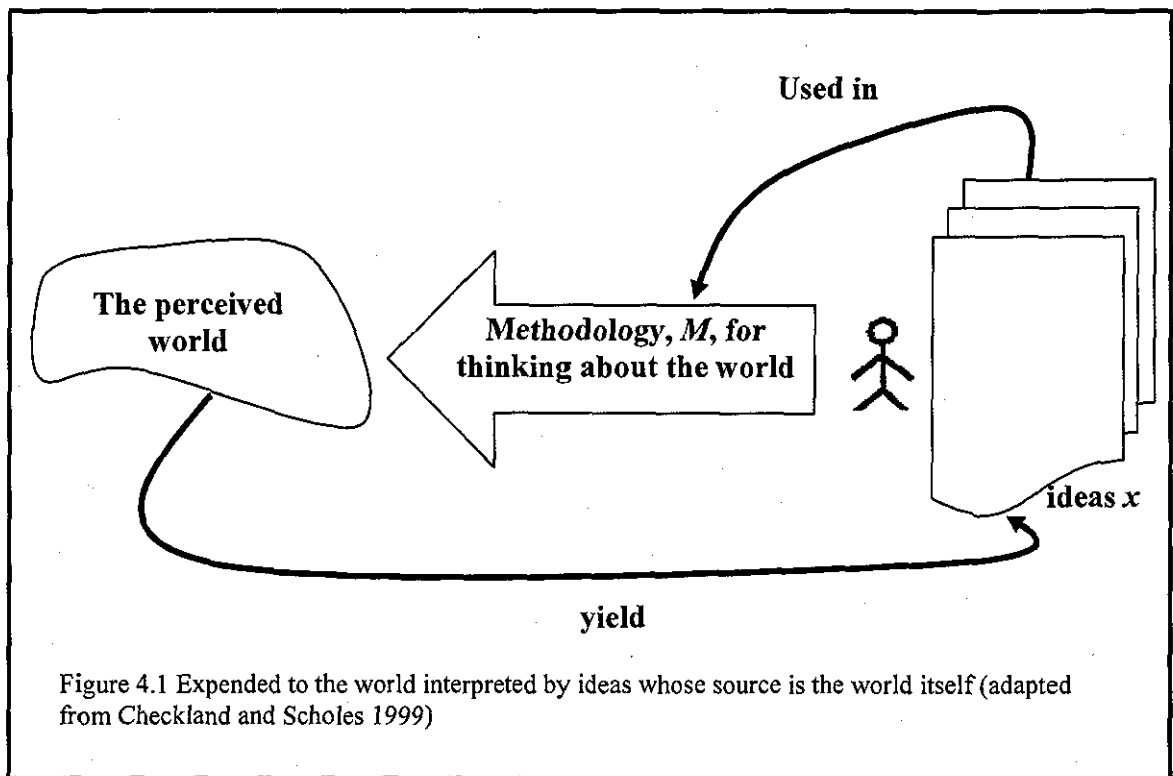 Used in
The perceived
world
Methodology, M, for
thinking about the world
ideas x
yield
Figure 4.1 Expended to the world interpreted by ideas whose source is the world itself (adapted
from Checkland and Scholes 1999)